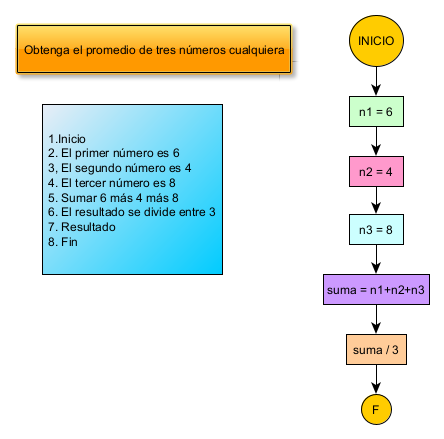 Obtenga el promedio de tres números cualquiera
1.Inicio
2. El primer número es 6
3, El segundo número es 4
4. El tercer número es 8
5. Sumar 6 más 4 más 8
6. El resultado se divide entre 3
7. Resultado
8. Fin
INICIO
n1 = 6
n2 = 4
n3 = 8
suma = n1+n2+n3
suma / 3
F